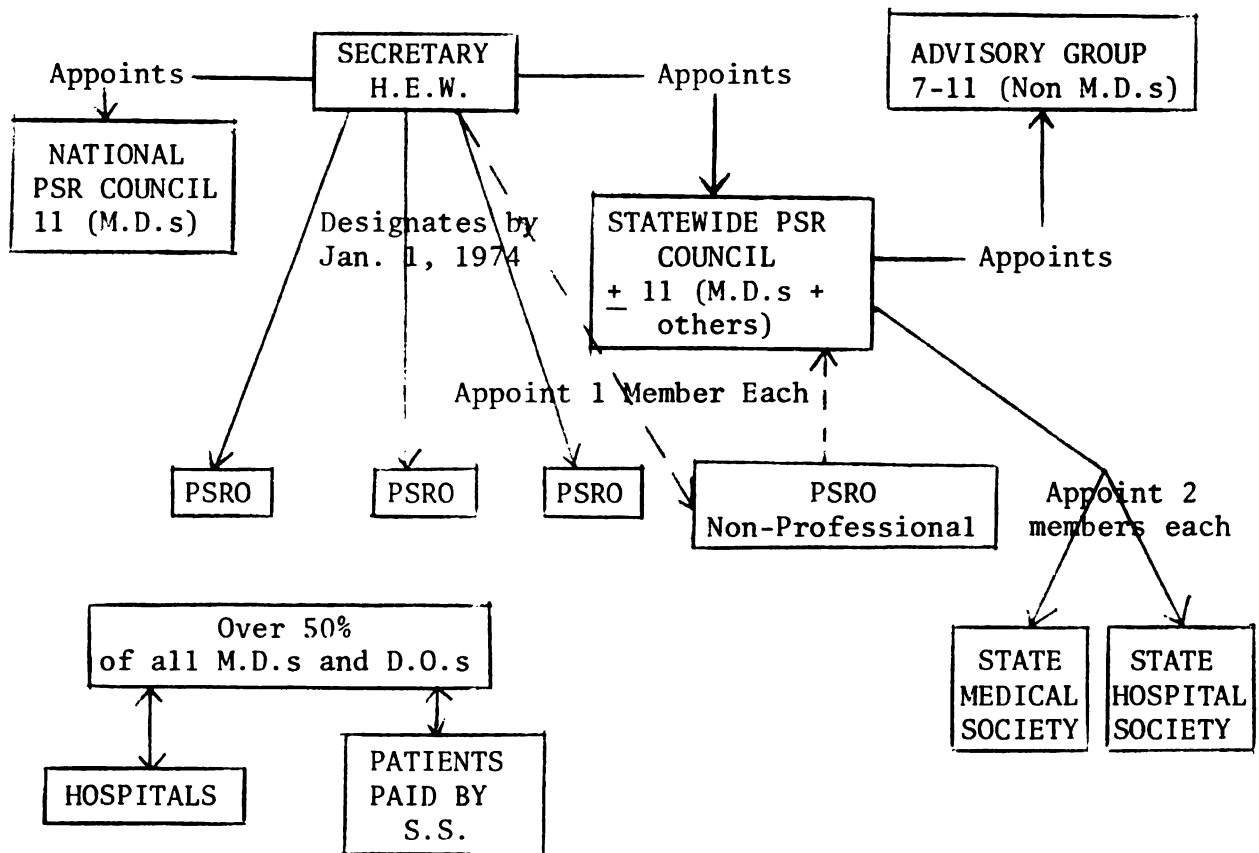 SECRETARY
H.E.W.
Appoints
Appoints
ADVISORY GROUP
7-11 (Non M.D.s)
NATIONAL
PSR COUNCIL
11 (M.D.s)
Designates by
Jan. 1, 1974
STATEWIDE PSR
COUNCIL
+ 11 (M.D.s +
others)
Appoints
Appoint 1 Member Each
PSRO
PSRO
PSRO
PSRO
Non-Professional
Appoint 2
members each
Over 50%
of all M.D.s and D.O.s
STATE
MEDICAL
SOCIETY
STATE
HOSPITAL
SOCIETY
HOSPITALS
PATIENTS
PAID BY
S.S.